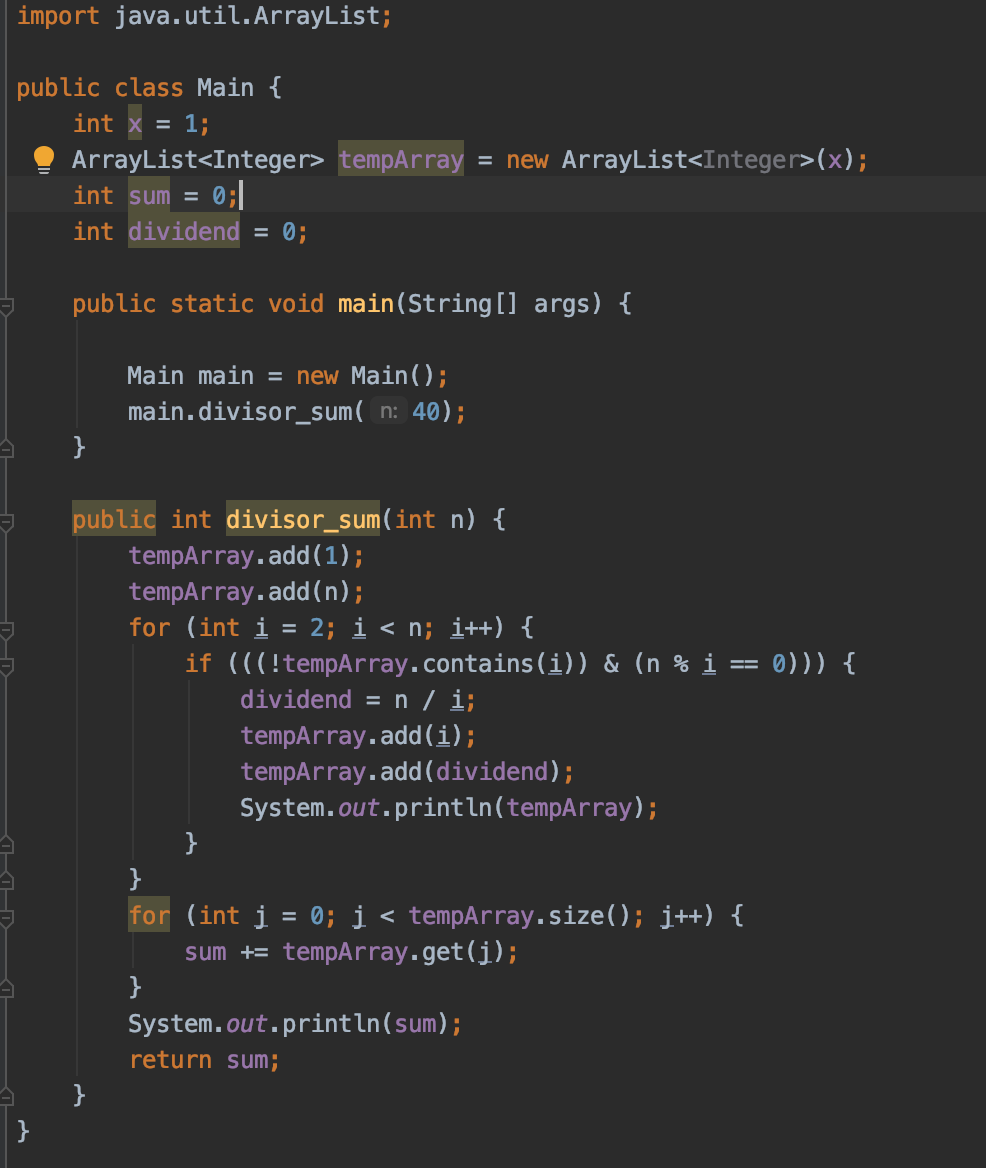 import java.util.ArrayList;
public class Main {
    int x = 1;
    ArrayList<Integer> tempArray = new ArrayList<Integer>(x);
    int sum = 0;
    int dividend = 0;
    public static void main(String[] args) {
        Main main = new Main();
        main.divisor_sum( n: 40);
    }
    public int divisor_sum(int n) {
        tempArray.add(1);
        tempArray.add(n);
        for (int i = 2; i < n; i++) {
            if (((!tempArray.contains(i)) & (n % i == 0))) {
                dividend = n / i;
                tempArray.add(i);
                tempArray.add(dividend);
                System.out.println(tempArray);
            }
        }
        for (int j = 0; j < tempArray.size(); j++) {
            sum += tempArray.get(j);
        }
        System.out.println(sum);
        return sum;
    }
}